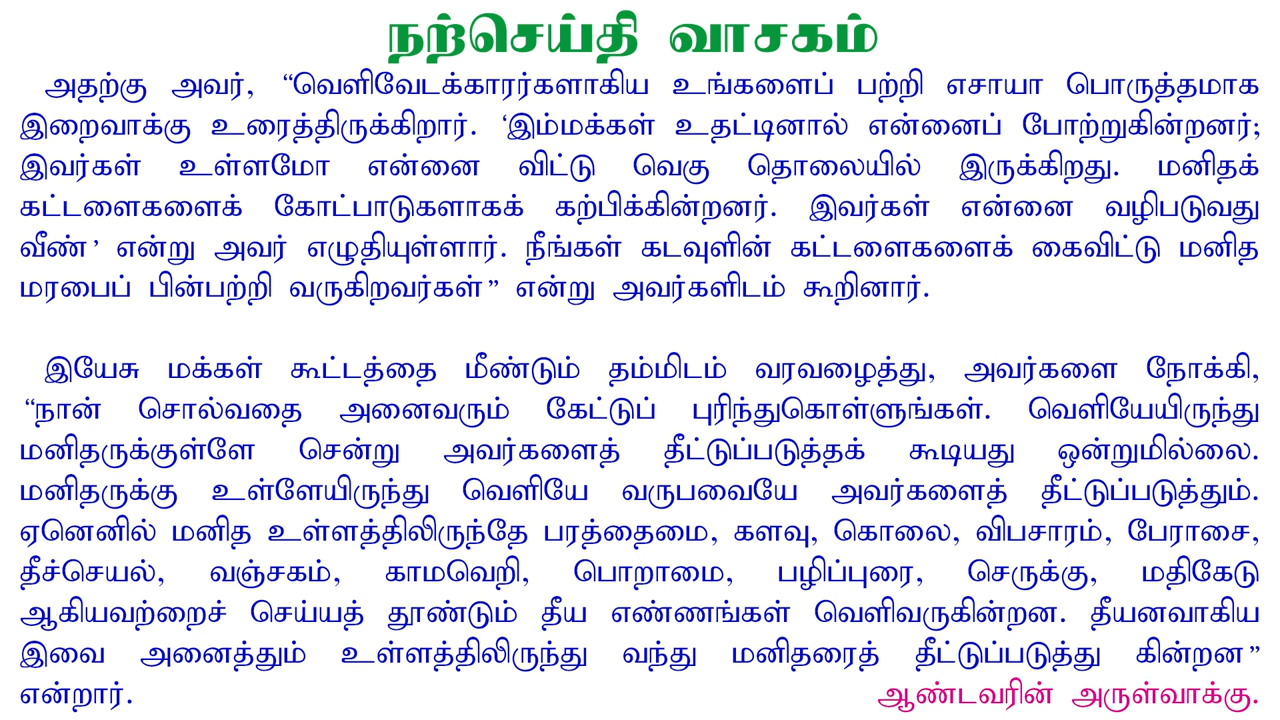 நற்செய்தி வாசகம்
அதற்கு அவர், “வெளிவேடக்காரர்களாகிய உங்களைப் பற்றி எசாயா பொருத்தமாக
இறைவாக்கு உரைத்திருக்கிறார். ‘இம்மக்கள் உதட்டினால் என்னைப் போற்றுகின்றனர்;
இவர்கள் உள்ளமோ என்னை விட்டு வெகு தொலையில் இருக்கிறது. மனிதக்
கட்டளைகளைக் கோட்பாடுகளாகக் கற்பிக்கின்றனர். இவர்கள் என்னை வழிபடுவது
வீண்’ என்று அவர் எழுதியுள்ளார். நீங்கள் கடவுளின் கட்டளைகளைக் கைவிட்டு மனித
மரபைப் பின்பற்றி வருகிறவர்கள்” என்று அவர்களிடம் கூறினார்.
இயேசு மக்கள் கூட்டத்தை மீண்டும் தம்மிடம் வரவழைத்து, அவர்களை நோக்கி,
“நான் சொல்வதை அனைவரும் கேட்டுப் புரிந்துகொள்ளுங்கள். வெளியேயிருந்து
மனிதருக்குள்ளே சென்று அவர்களைத் தீட்டுப்படுத்தக் கூடியது ஒன்றுமில்லை.
மனிதருக்கு உள்ளேயிருந்து வெளியே வருபவையே அவர்களைத் தீட்டுப்படுத்தும்.
ஏனெனில் மனித உள்ளத்திலிருந்தே பரத்தைமை, களவு, கொலை, விபசாரம், பேராசை,
தீச்செயல், வஞ்சகம், காமவெறி, பொறாமை, பழிப்புரை, செருக்கு, மதிகேடு
ஆகியவற்றைச் செய்யத் தூண்டும் தீய எண்ணங்கள் வெளிவருகின்றன. தீயனவாகிய
இவை அனைத்தும் உள்ளத்திலிருந்து வந்து மனிதரைத் தீட்டுப்படுத்து கின்றன”
என்றார். ஆண்டவரின் அருள்வாக்கு.